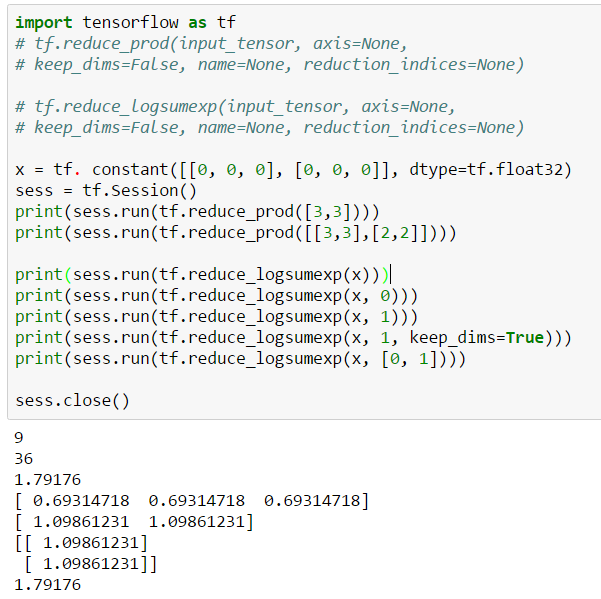 import tensorflow as tf
# tf.reduce_prod(input_tensor, axis=None,
# keep_dims=False, name=None, reduction_indices=None)
# tf.reduce_logsumexp(input_tensor, axis=None,
# keep_dims=False, name=None, reduction_indices=None)
x = tf. constant([[0, 0, 0], [0, 0, 0]], dtype=tf.float32)
sess = tf.Session()
print(sess.run(tf.reduce_prod([3,3])))
print(sess.run(tf.reduce_prod([[3,3],[2,2]])))
print(sess.run(tf.reduce_logsumexp(x)))
print(sess.run(tf.reduce_logsumexp(x, 0)))
print(sess.run(tf.reduce_logsumexp(x, 1)))
print(sess.run(tf.reduce_logsumexp(x, 1, keep_dims=True)))
print(sess.run(tf.reduce_logsumexp(x, [0, 1])))
sess.close()
9
36
1.79176
[ 0.69314718  0.69314718  0.69314718]
[ 1.09861231  1.09861231]
[[ 1.09861231]
 [ 1.09861231]]
1.79176